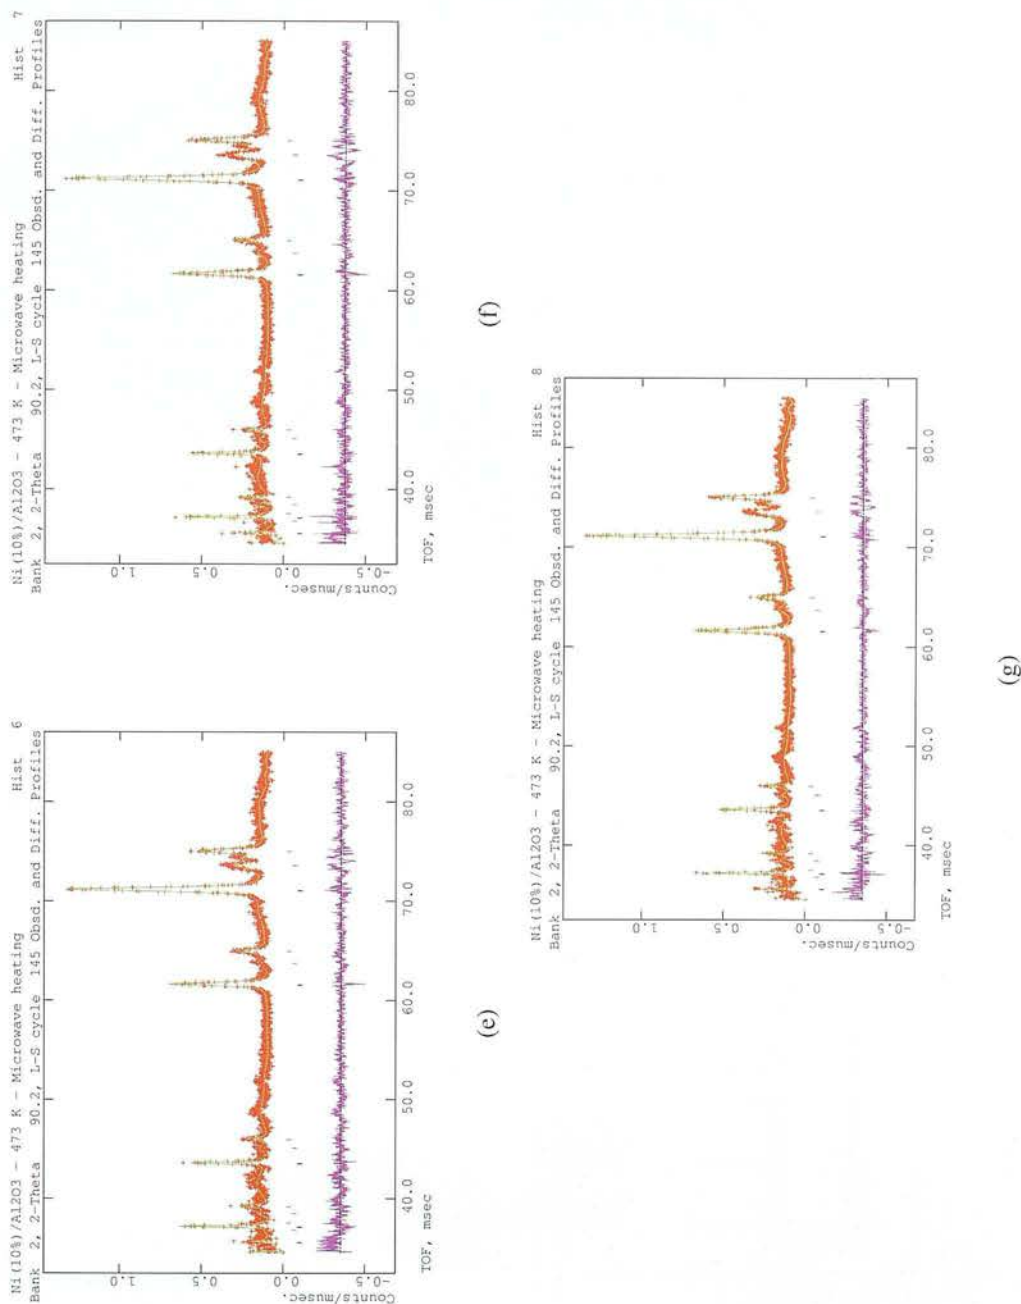 Ni(10%)/Al2O3 - 473 K - Microwave heating Hist 6
Bank 2, 2-Theta 90.2, L-S cycle 145 Obsd. and Diff. Profiles
Counts/musec.
1.0
0.5
0.0
-0.5
40.0
50.0
60.0
70.0
80.0
TOF, msec
(e)
Ni(10%)/Al2O3 - 473 K - Microwave heating Hist 7
Bank 2, 2-Theta 90.2, L-S cycle 145 Obsd. and Diff. Profiles
Counts/musec.
1.0
0.5
0.0
-0.5
40.0
50.0
60.0
70.0
80.0
TOF, msec
(f)
Ni(10%)/Al2O3 - 473 K - Microwave heating Hist 8
Bank 2, 2-Theta 90.2, L-S cycle 145 Obsd. and Diff. Profiles
Counts/musec.
1.0
0.5
0.0
-0.5
40.0
50.0
60.0
70.0
80.0
TOF, msec
(g)